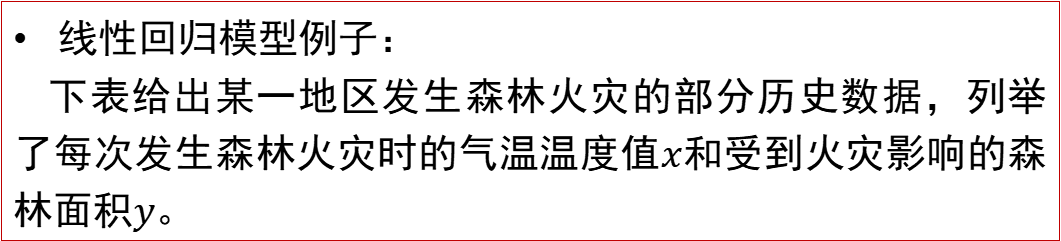 • 线性回归模型例子：
下表给出某一地区发生森林火灾的部分历史数据，列举
了每次发生森林火灾时的气温温度值x和受到火灾影响的森
林面积y。